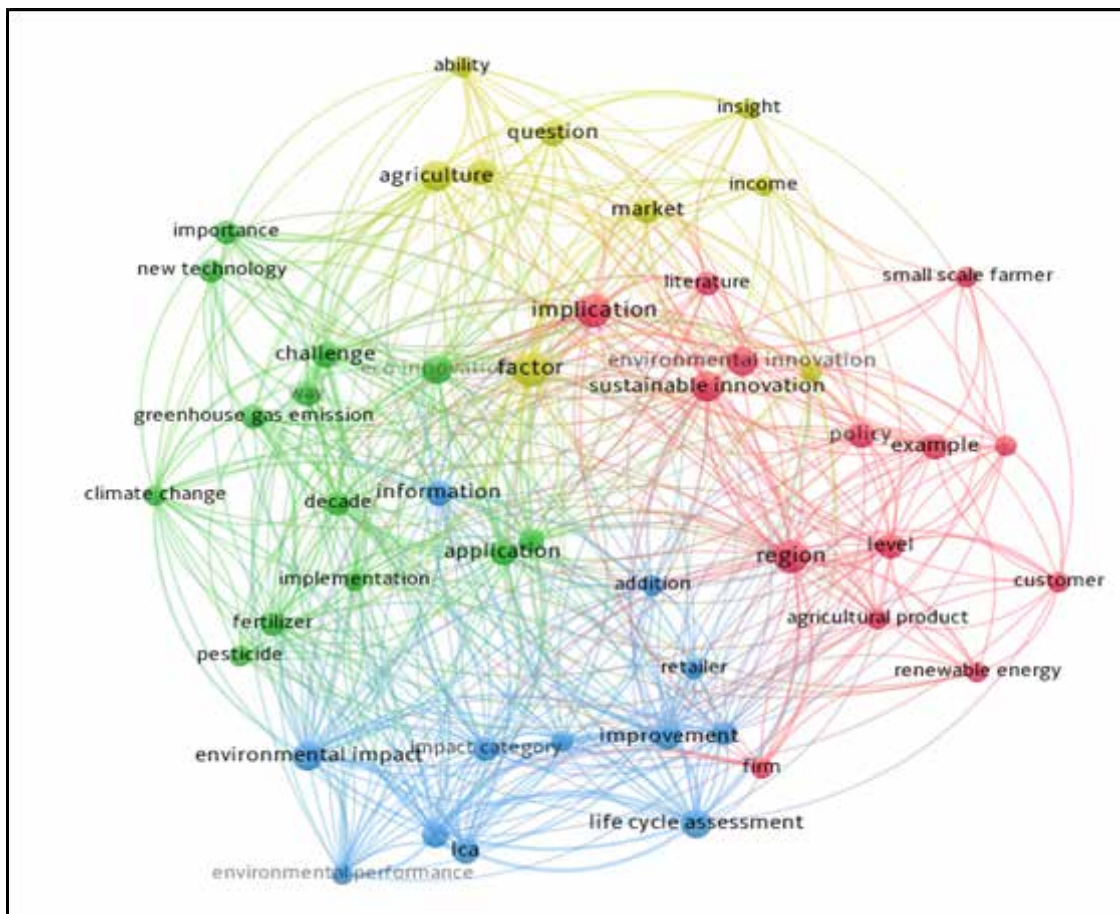 ability
insight
question
agriculture
income
market
importance
new technology
small scale farmer
literature
implication
challenge
eco innovation
factor
environmental innovation
sustainable innovation
way
greenhouse gas emission
policy
example
climate change
decade
information
application
region
level
implementation
addition
customer
fertilizer
agricultural product
pesticide
retailer
renewable energy
environmental impact
impact category
improvement
firm
life cycle assessment
lca
environmental performance